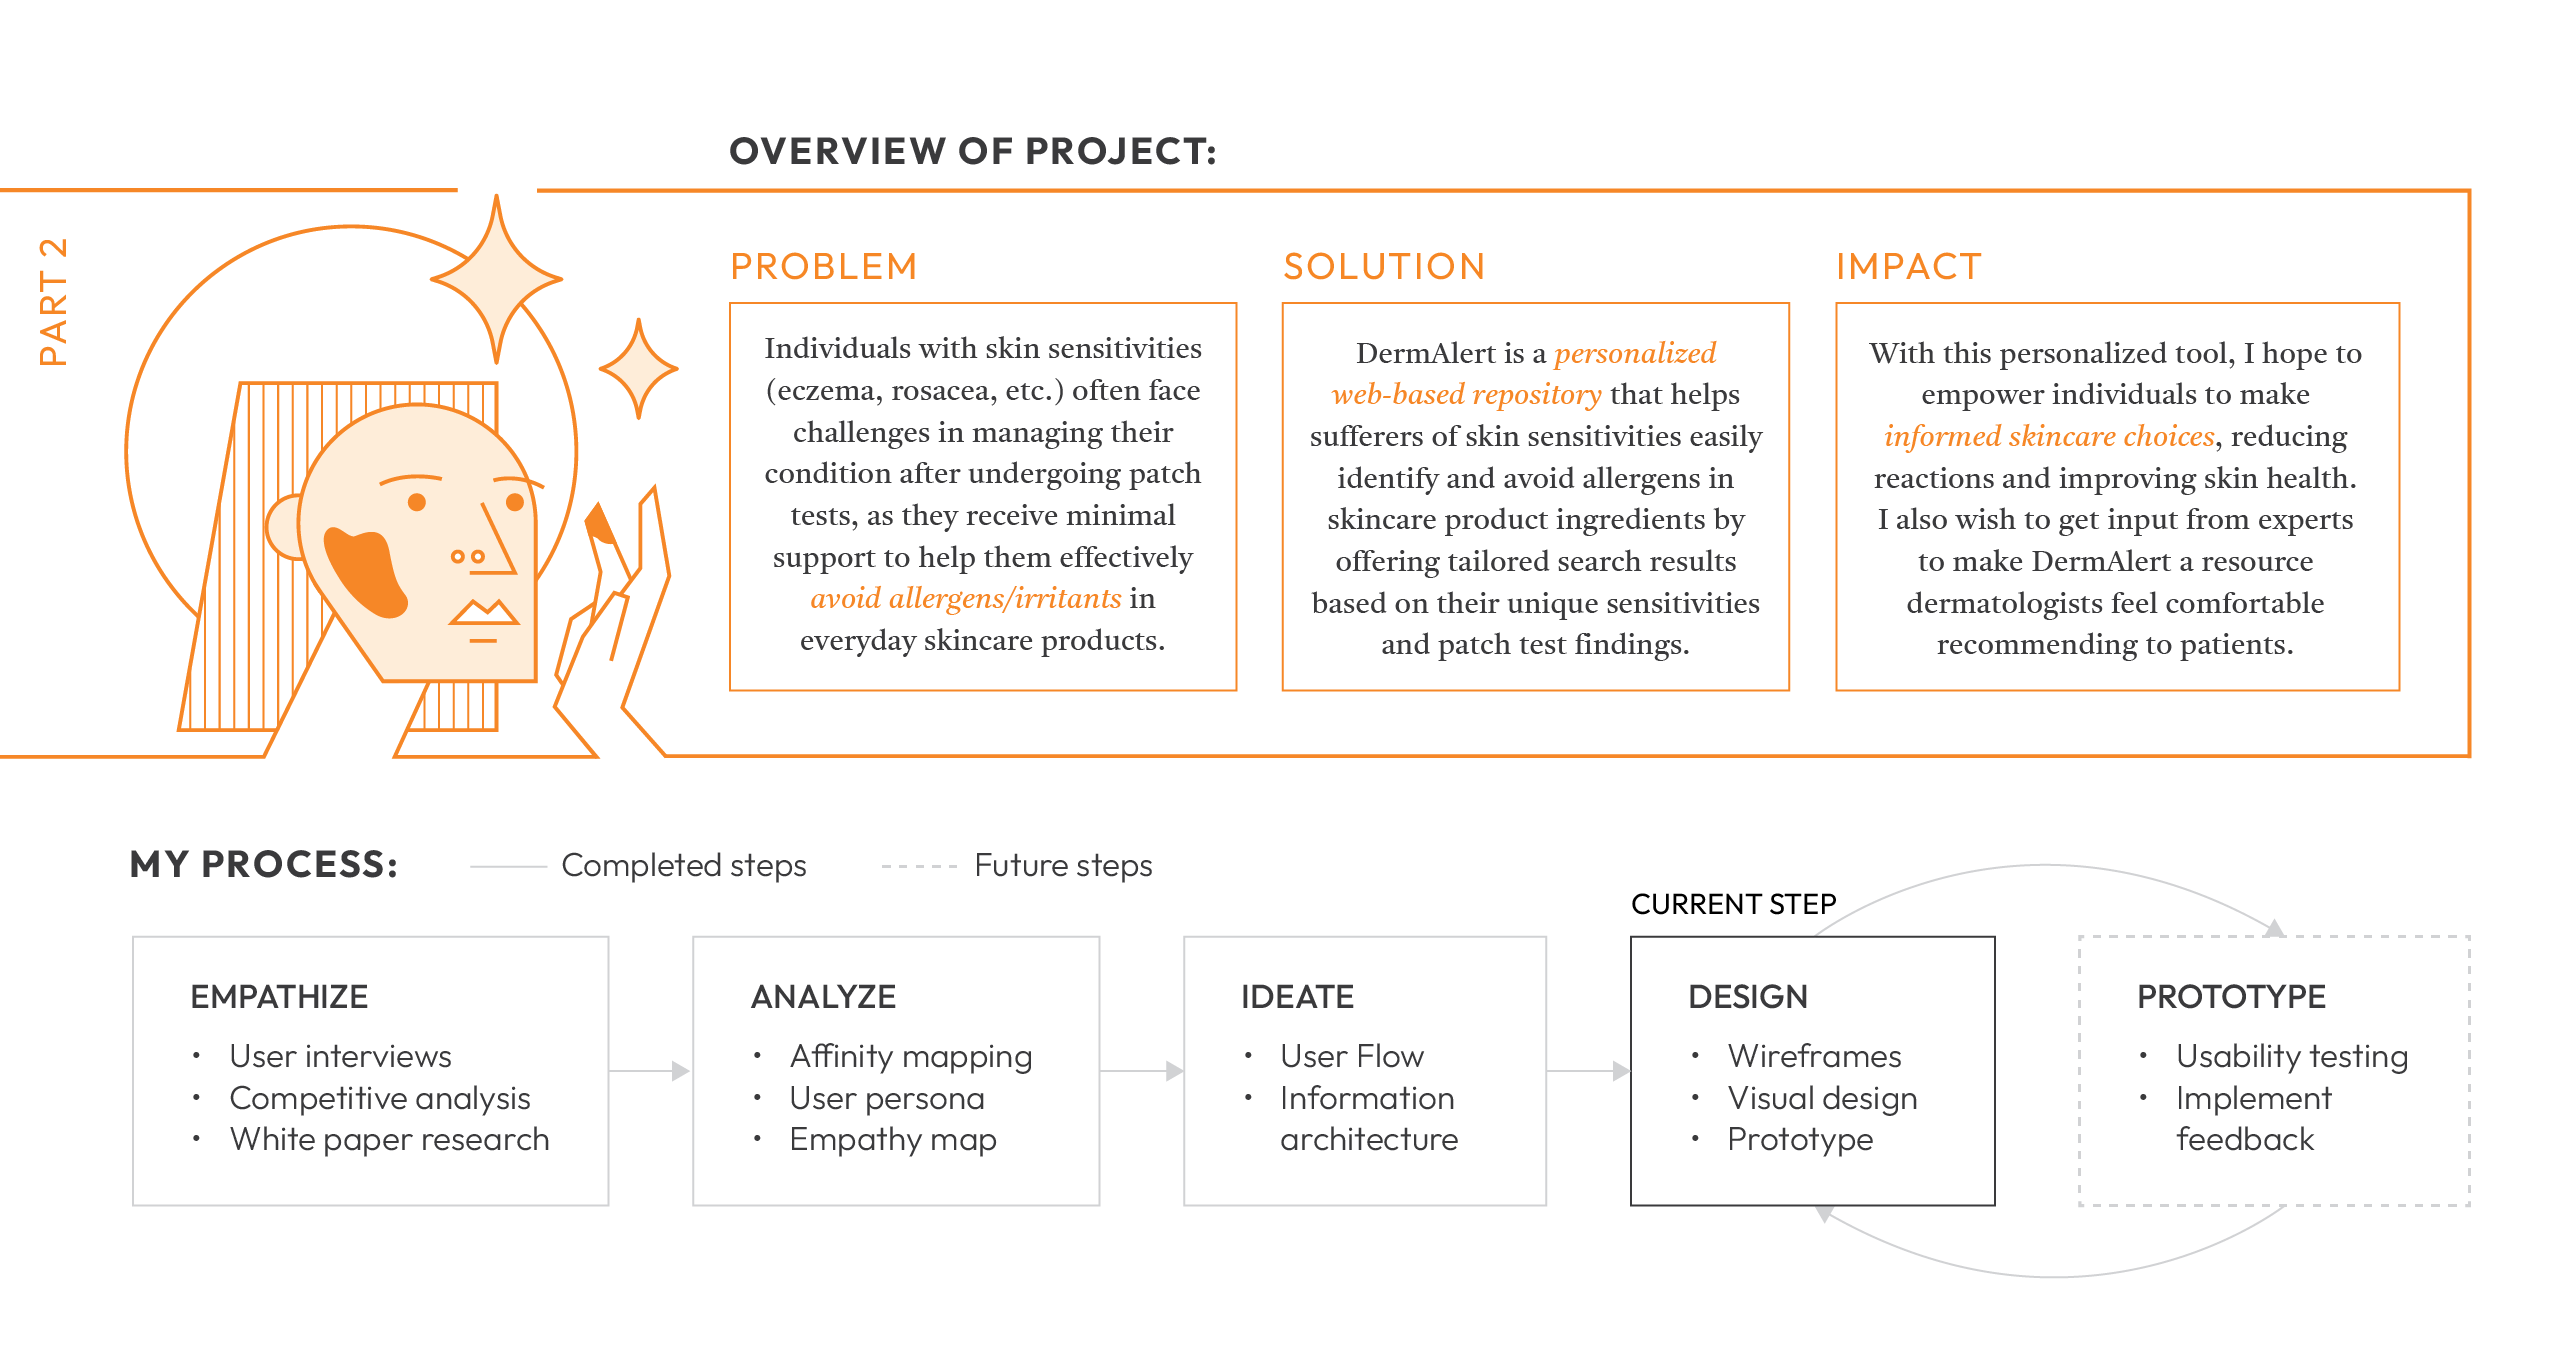 OVERVIEW OF PROJECT:
PART 2
PROBLEM
Individuals with skin sensitivities
(eczema, rosacea, etc.) often face
challenges in managing their
condition after undergoing patch
tests, as they receive minimal
support to help them effectively
avoid allergens/irritants in
everyday skincare products.
SOLUTION
DermAlert is a personalized
web-based repository that helps
sufferers of skin sensitivities easily
identify and avoid allergens in
skincare product ingredients by
offering tailored search results
based on their unique sensitivities
and patch test findings.
IMPACT
With this personalized tool, I hope to
empower individuals to make
informed skincare choices, reducing
reactions and improving skin health.
I also wish to get input from experts
to make DermAlert a resource
dermatologists feel comfortable
recommending to patients.
MY PROCESS:
Completed steps
Future steps
EMPATHIZE
• User interviews
• Competitive analysis
• White paper research
ANALYZE
• Affinity mapping
• User persona
• Empathy map
IDEATE
• User Flow
• Information
architecture
CURRENT STEP
DESIGN
• Wireframes
• Visual design
• Prototype
PROTOTYPE
• Usability testing
• Implement
feedback